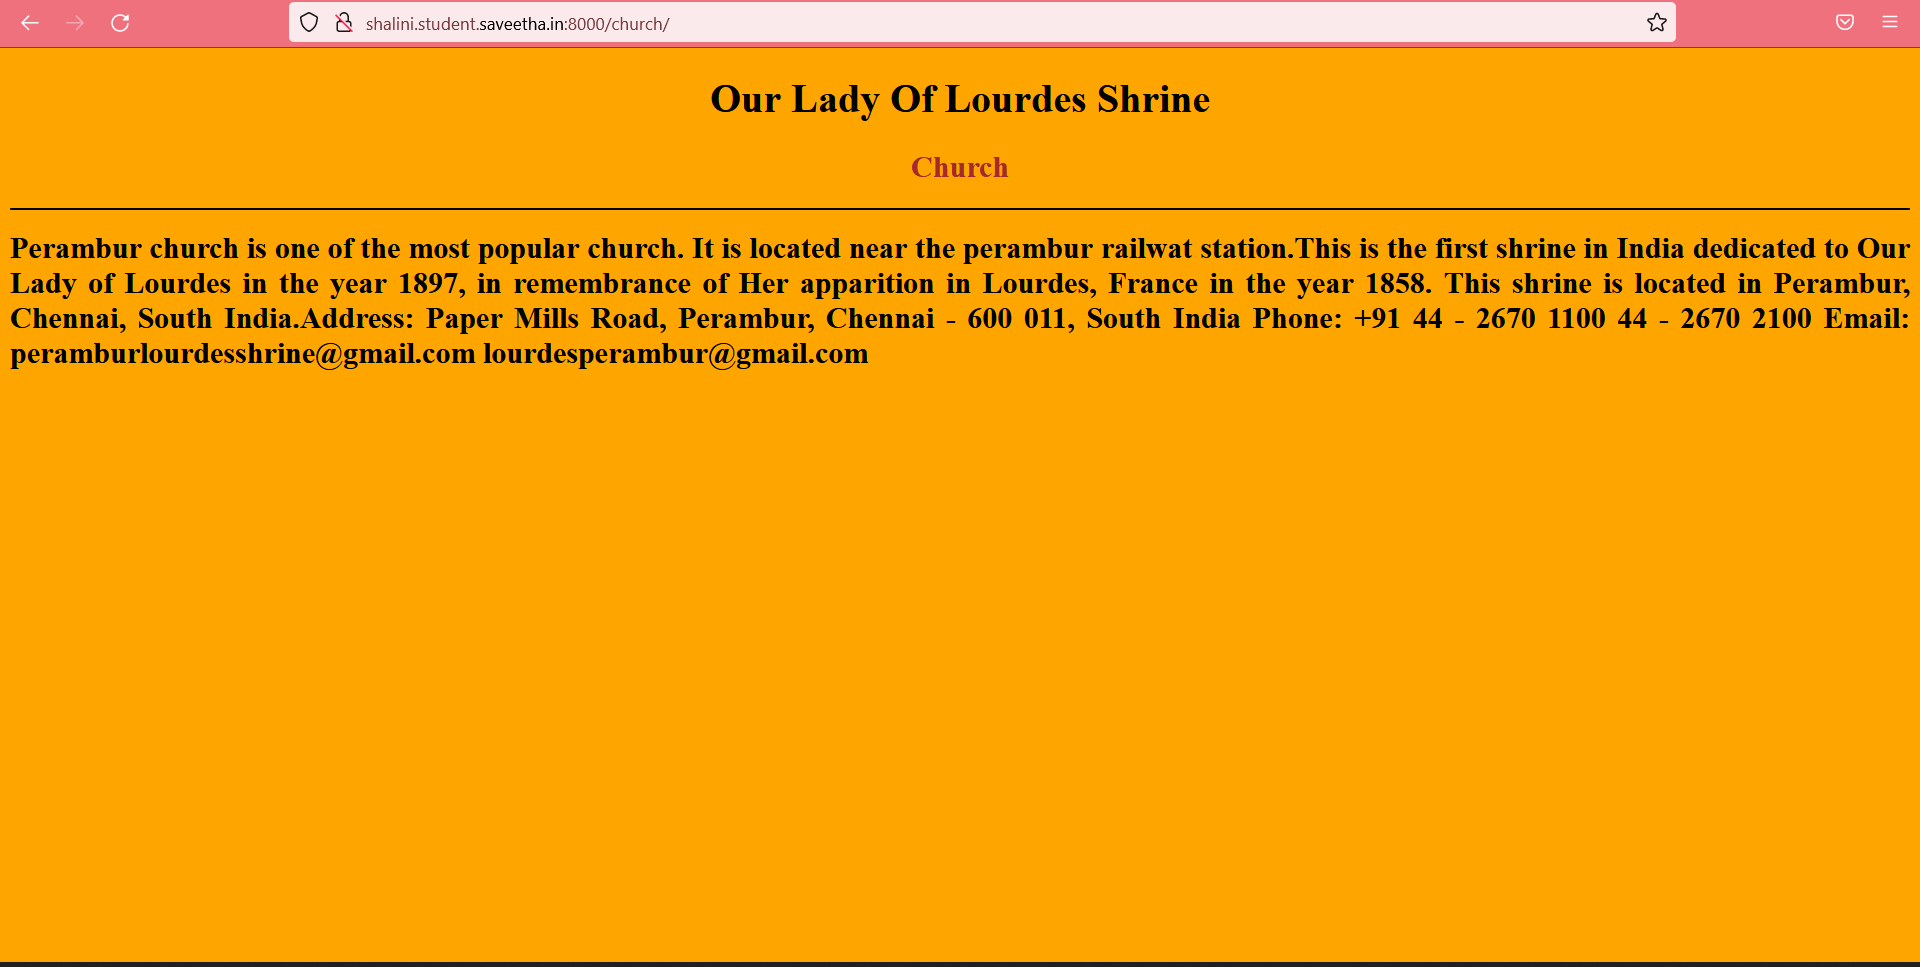 shalini.student.saveetha.in:8000/church/
Our Lady Of Lourdes Shrine
Church
Perambur church is one of the most popular church. It is located near the perambur railwat station.This is the first shrine in India dedicated to Our
Lady of Lourdes in the year 1897, in remembrance of Her apparition in Lourdes, France in the year 1858. This shrine is located in Perambur,
Chennai, South India.Address: Paper Mills Road, Perambur, Chennai - 600 011, South India Phone: +91 44 - 2670 1100 44 - 2670 2100 Email:
peramburlourdesshrine@gmail.com lourdesperambur@gmail.com